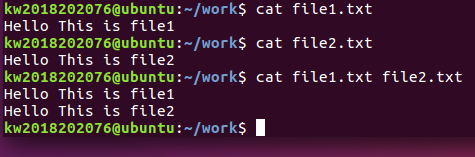 kw2018202076@ubuntu:~/work$ cat file1.txt
Hello This is file1
kw2018202076@ubuntu:~/work$ cat file2.txt
Hello This is file2
kw2018202076@ubuntu:~/work$ cat file1.txt file2.txt
Hello This is file1
Hello This is file2
kw2018202076@ubuntu:~/work$